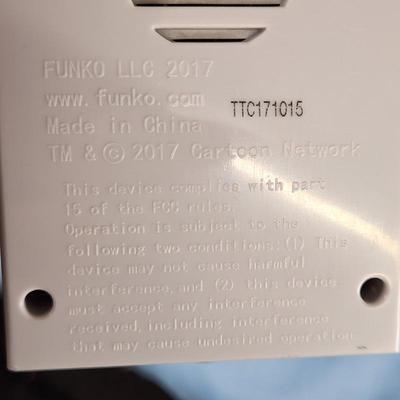 FUNKO LLC 2017
www.funko.com
TTC171015
Made in China
TM & © 2017 Cartoon Network
This device complies with part
15 of the FCC rules.
Operation is subject to the
following two conditions:(1) This
device may not cause harmful
interference,and (2) this device
must accept any interference
received, including interference
that may cause undesired operation.